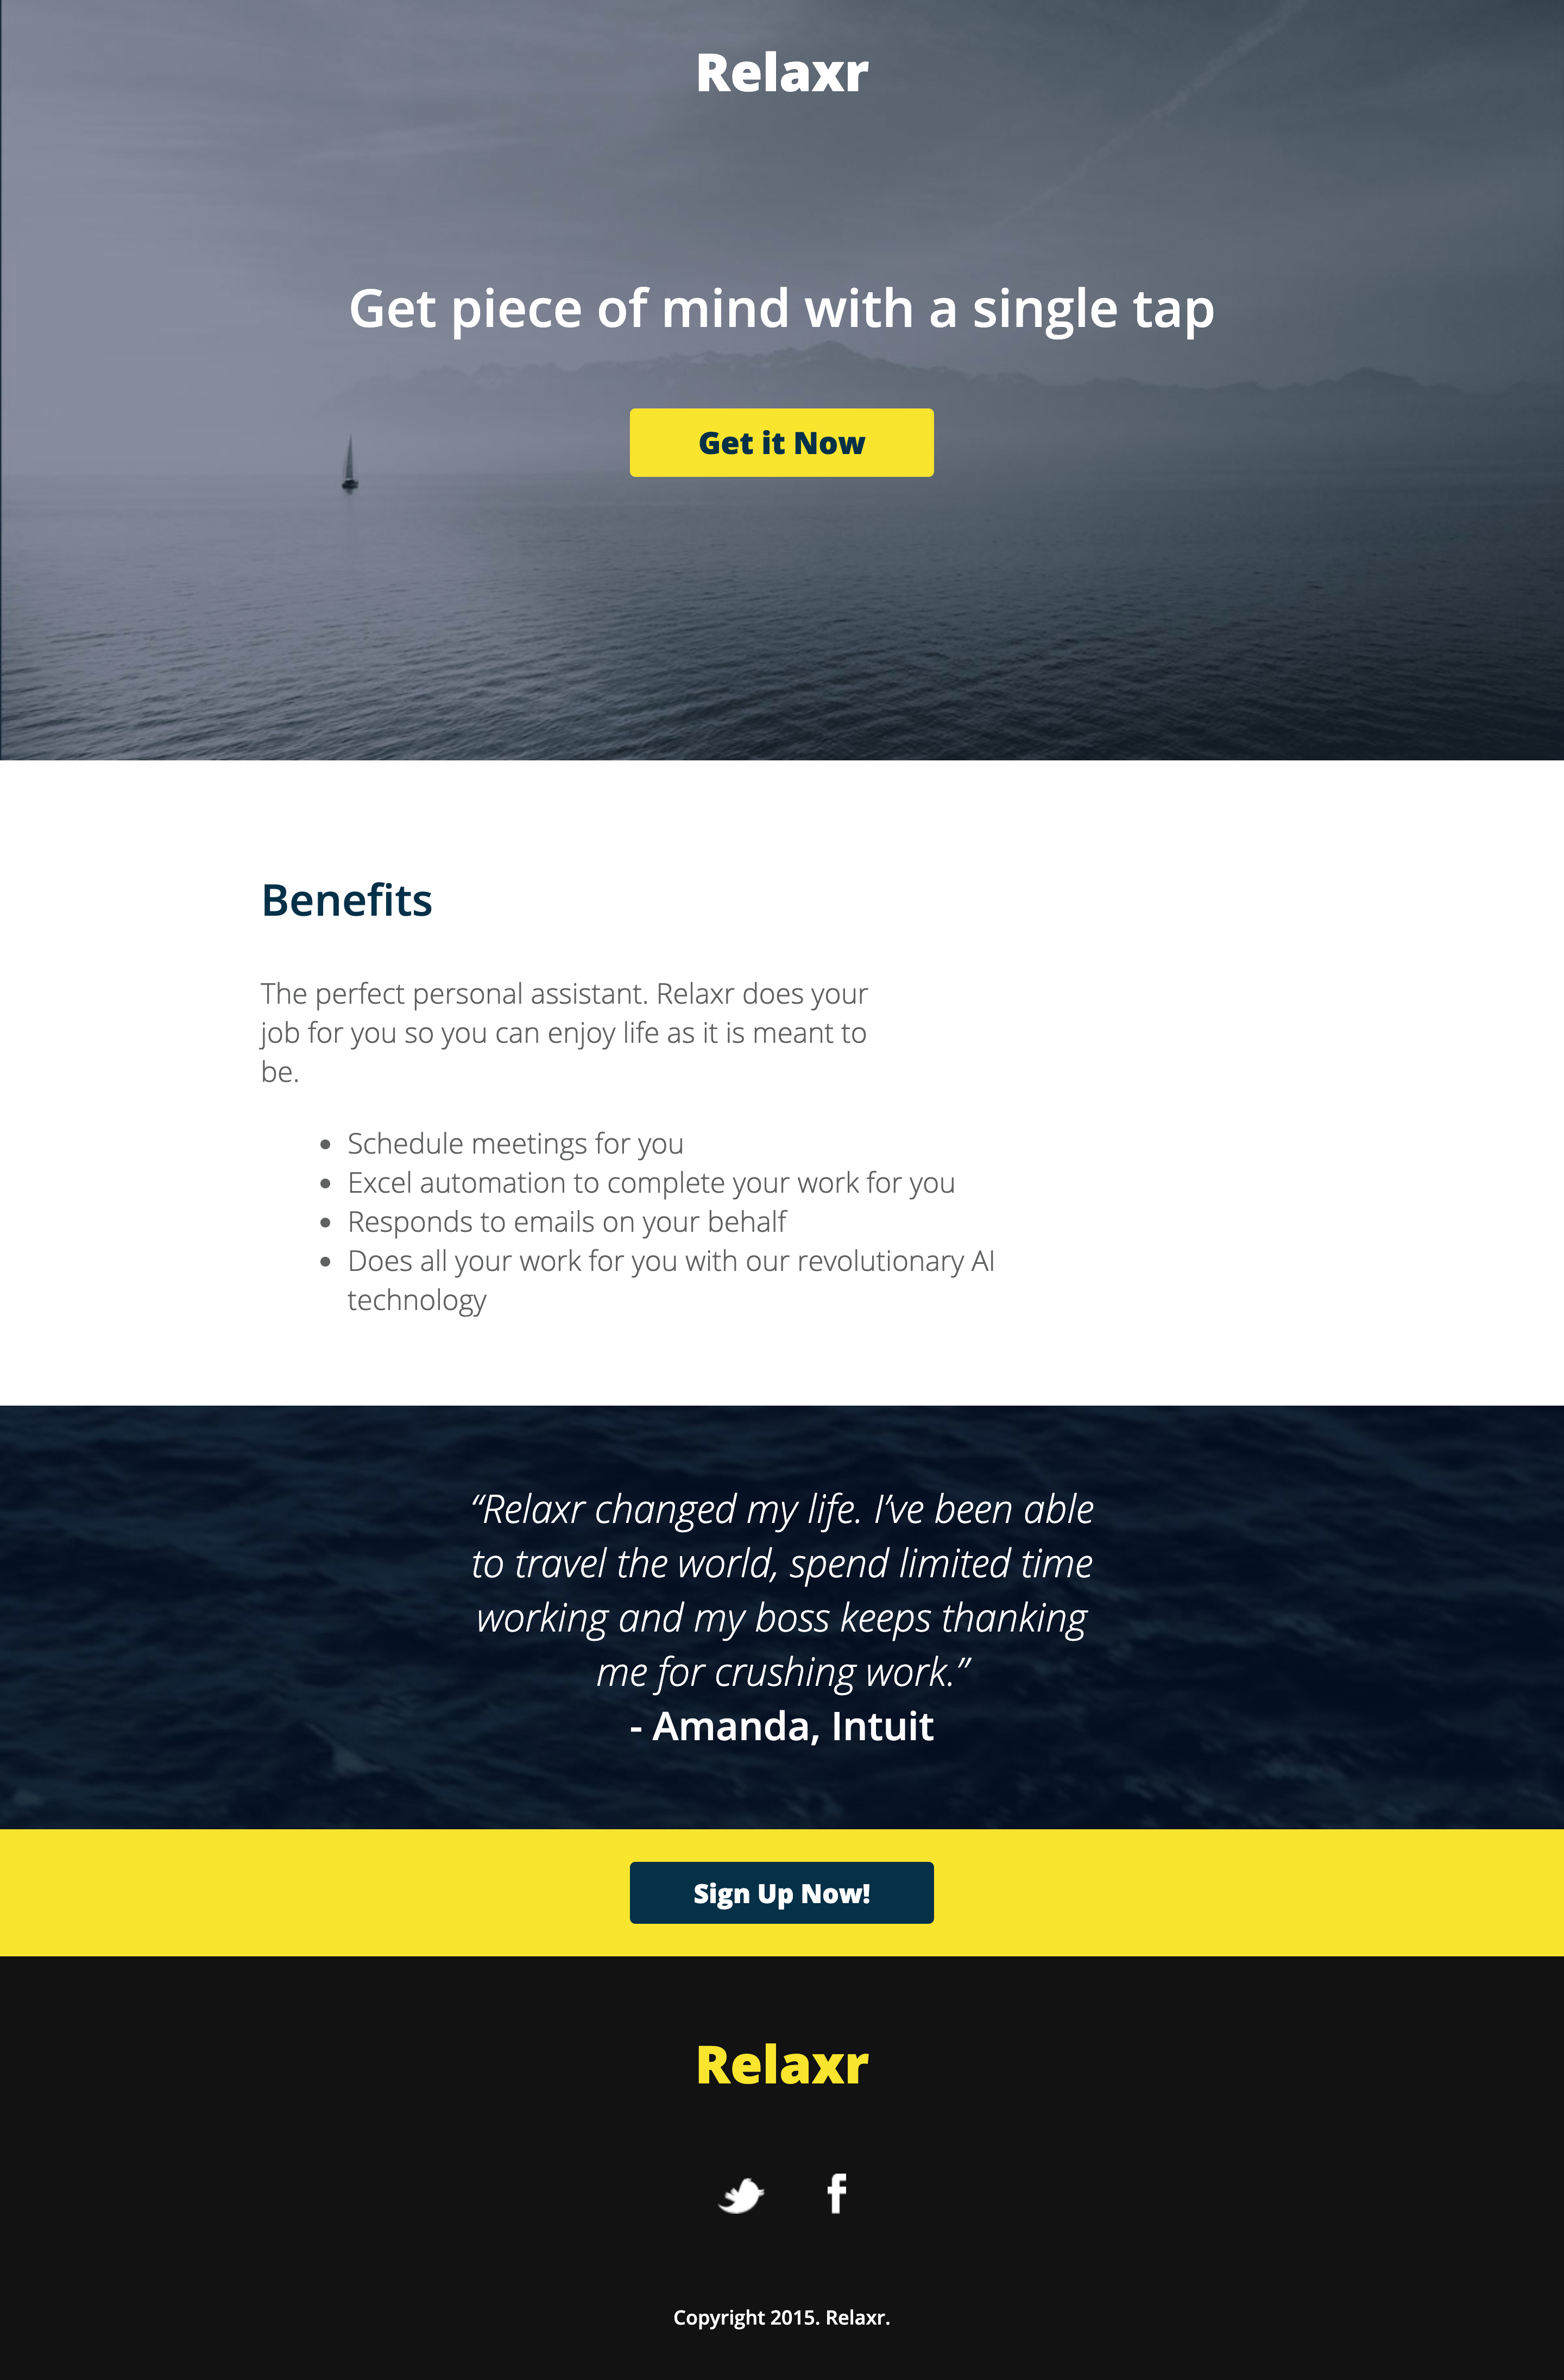 Relaxr
Get piece of mind with a single tap
Get it Now
Benefits
The perfect personal assistant. Relaxr does your
job for you so you can enjoy life as it is meant to
be.
• Schedule meetings for you
• Excel automation to complete your work for you
• Responds to emails on your behalf
• Does all your work for you with our revolutionary AI
technology
“Relaxr changed my life. I’ve been able
to travel the world, spend limited time
working and my boss keeps thanking
me for crushing work.”
- Amanda, Intuit
Sign Up Now!
Relaxr
Copyright 2015. Relaxr.